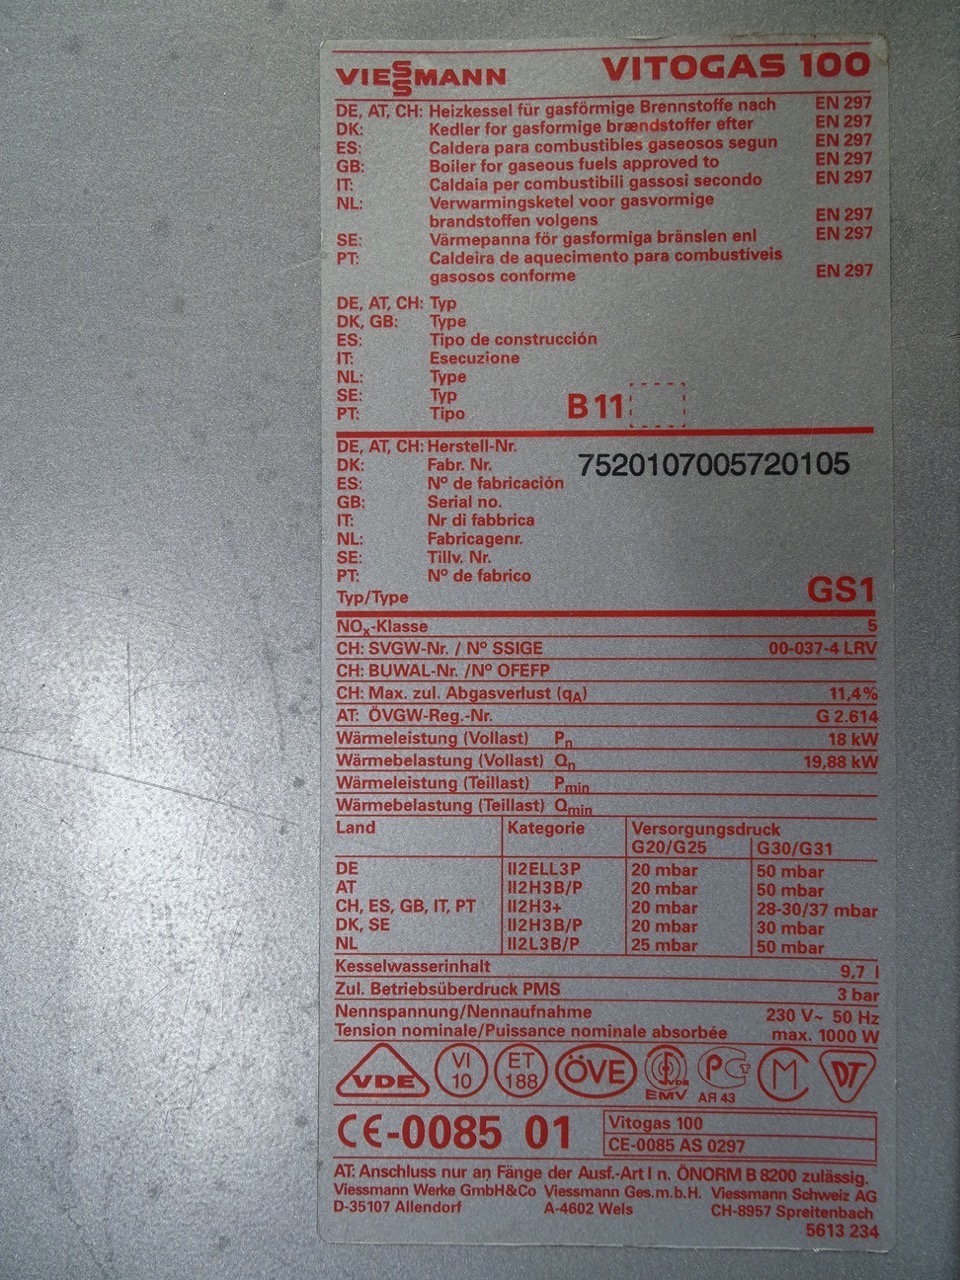 VIESSMANN VITOGAS 100
DE, AT, CH: Heizkessel für gasförmige Brennstoffe nach EN 297
DK: Kedler for gasformige brændstoffer efter EN 297
ES: Caldera para combustibles gaseosos segun EN 297
GB: Boiler for gaseous fuels approved to EN 297
IT: Caldaia per combustibili gassosi secondo EN 297
NL: Verwarmingsketel voor gasvormige
brandstoffen volgens EN 297
SE: Värmepanna för gasformiga bränslen enl EN 297
PT: Caldeira de aquecimento para combustíveis
gasosos conforme EN 297
DE, AT, CH: Typ
DK, GB: Type
ES: Tipo de construcción
IT: Esecuzione
NL: Type
SE: Typ
PT: Tipo B 11
DE, AT, CH: Herstell-Nr.
DK: Fabr. Nr. 7520107005720105
ES: Nº de fabricación
GB: Serial no.
IT: Nr di fabbrica
NL: Fabricagenr.
SE: Tillv. Nr.
PT: Nº de fabrico
Typ/Type GS1
NOx-Klasse 5
CH: SVGW-Nr. / Nº SSIGE 00-037-4 LRV
CH: BUWAL-Nr. /Nº OFEFP
CH: Max. zul. Abgasverlust (qA) 11,4%
AT: ÖVGW-Reg.-Nr. G 2.614
Wärmeleistung (Vollast) Pn 18 kW
Wärmebelastung (Vollast) Qn 19,88 kW
Wärmeleistung (Teillast) Pmin
Wärmebelastung (Teillast) Qmin
Land Kategorie Versorgungsdruck
G20/G25 G30/G31
DE II2ELL3P 20 mbar 50 mbar
AT II2H3B/P 20 mbar 50 mbar
CH, ES, GB, IT, PT II2H3+ 20 mbar 28-30/37 mbar
DK, SE II2H3B/P 20 mbar 30 mbar
NL II2L3B/P 25 mbar 50 mbar
Kesselwasserinhalt 9,7 l
Zul. Betriebsüberdruck PMS 3 bar
Nennspannung/Nennaufnahme 230 V~ 50 Hz
Tension nominale/Puissance nominale absorbée max. 1000 W
VDE VI 10 ET 188 ÖVE VDE EMV PG AЯ 43 M DT
CE-0085 01 Vitogas 100
CE-0085 AS 0297
AT: Anschluss nur an Fänge der Ausf.-Art I n. ÖNORM B 8200 zulässig.
Viessmann Werke GmbH&Co Viessmann Ges.m.b.H. Viessmann Schweiz AG
D-35107 Allendorf A-4602 Wels CH-8957 Spreitenbach
5613 234